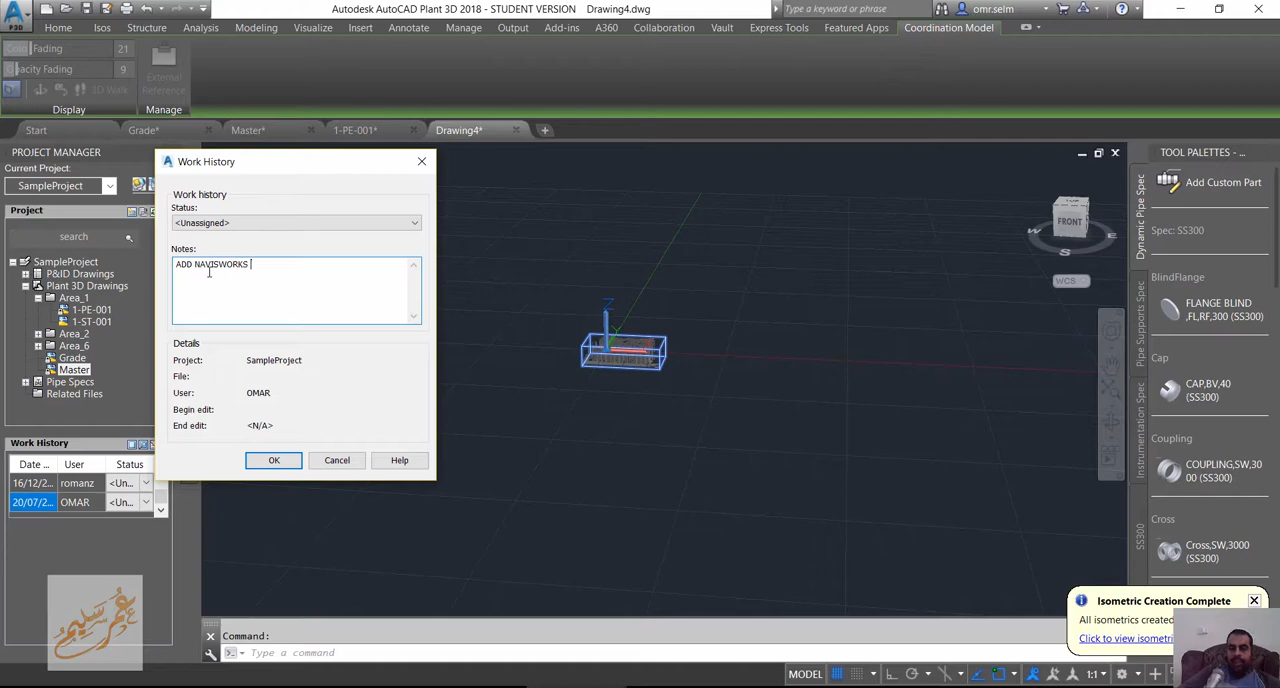 Autodesk AutoCAD Plant 3D 2018 - STUDENT VERSION Drawing4.dwg
Type a keyword or phrase
omr.selm
P3D
Home Isos Structure Analysis Modeling Visualize Insert Annotate Manage Output Add-ins A360 Collaboration Vault Express Tools Featured Apps Coordination Model
Fading 21
pacity Fading 9
3D Walk
External
Reference
Display
Manage
Start Grade* Master* 1-PE-001* Drawing4*
PROJECT MANAGER
Current Project:
SampleProject
Project
search
SampleProject
P&ID Drawings
Plant 3D Drawings
Area_1
1-PE-001
1-ST-001
Area_2
Area_6
Grade
Master
Pipe Specs
Related Files
Work History
Date ... User Status
16/12/2... romanz <Un...
20/07/2... OMAR <Un...
Work History
Work history
Status:
<Unassigned>
Notes:
ADD NAVISWORKS
Details
Project: SampleProject
File:
User: OMAR
Begin edit:
End edit: <N/A>
OK Cancel Help
Z
Y
FRONT
W
E
S
WCS
Command:
Type a command
TOOL PALETTES - ...
Dynamic Pipe Spec
Pipe Supports Spec
Instrumentation Spec
SS300
Add Custom Part
Spec: SS300
BlindFlange
FLANGE BLIND
,FL,RF,300 (SS300)
Cap
CAP,BV,40
(SS300)
Coupling
COUPLING,SW,30
00 (SS300)
Cross
Cross,SW,3000
(SS300)
Isometric Creation Complete
All isometrics created
Click to view isometri
MODEL
1:1
عمر سليم